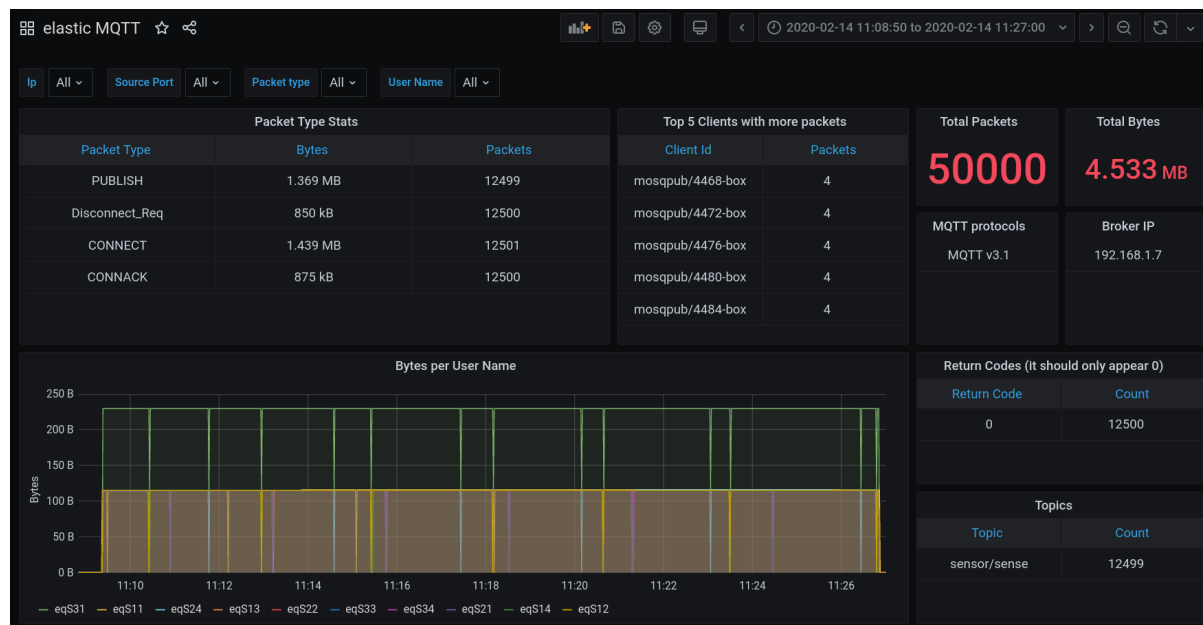 elastic MQTT
2020-02-14 11:08:50 to 2020-02-14 11:27:00
Ip All Source Port All Packet type All User Name All
Packet Type Stats
Packet Type Bytes Packets
PUBLISH 1.369 MB 12499
Disconnect_Req 850 kB 12500
CONNECT 1.439 MB 12501
CONNACK 875 kB 12500
Top 5 Clients with more packets
Client Id Packets
mosqpub/4468-box 4
mosqpub/4472-box 4
mosqpub/4476-box 4
mosqpub/4480-box 4
mosqpub/4484-box 4
Total Packets
50000
Total Bytes
4.533 MB
MQTT protocols
MQTT v3.1
Broker IP
192.168.1.7
Bytes per User Name
Bytes
250 B
200 B
150 B
100 B
50 B
0 B
11:10 11:12 11:14 11:16 11:18 11:20 11:22 11:24 11:26
eqS31 eqS11 eqS24 eqS13 eqS22 eqS33 eqS34 eqS21 eqS14 eqS12
Return Codes (it should only appear 0)
Return Code Count
0 12500
Topics
Topic Count
sensor/sense 12499